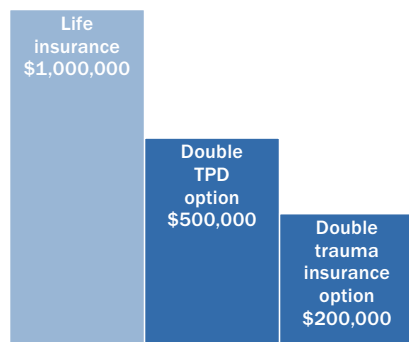 Life
insurance
$1,000,000
Double
TPD
option
$500,000
Double
trauma
insurance
option
$200,000